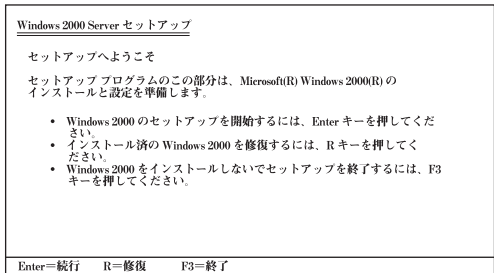 Windows 2000 Server セットアップ
セットアップへようこそ
セットアップ プログラムのこの部分は、Microsoft(R) Windows 2000(R) の
インストールと設定を準備します。
• Windows 2000 のセットアップを開始するには、Enter キーを押してくだ
さい。
• インストール済の Windows 2000 を修復するには、R キーを押してく
ださい。
• Windows 2000 をインストールしないでセットアップを終了するには、F3
キーを押してください。
Enter=続行 R=修復 F3=終了